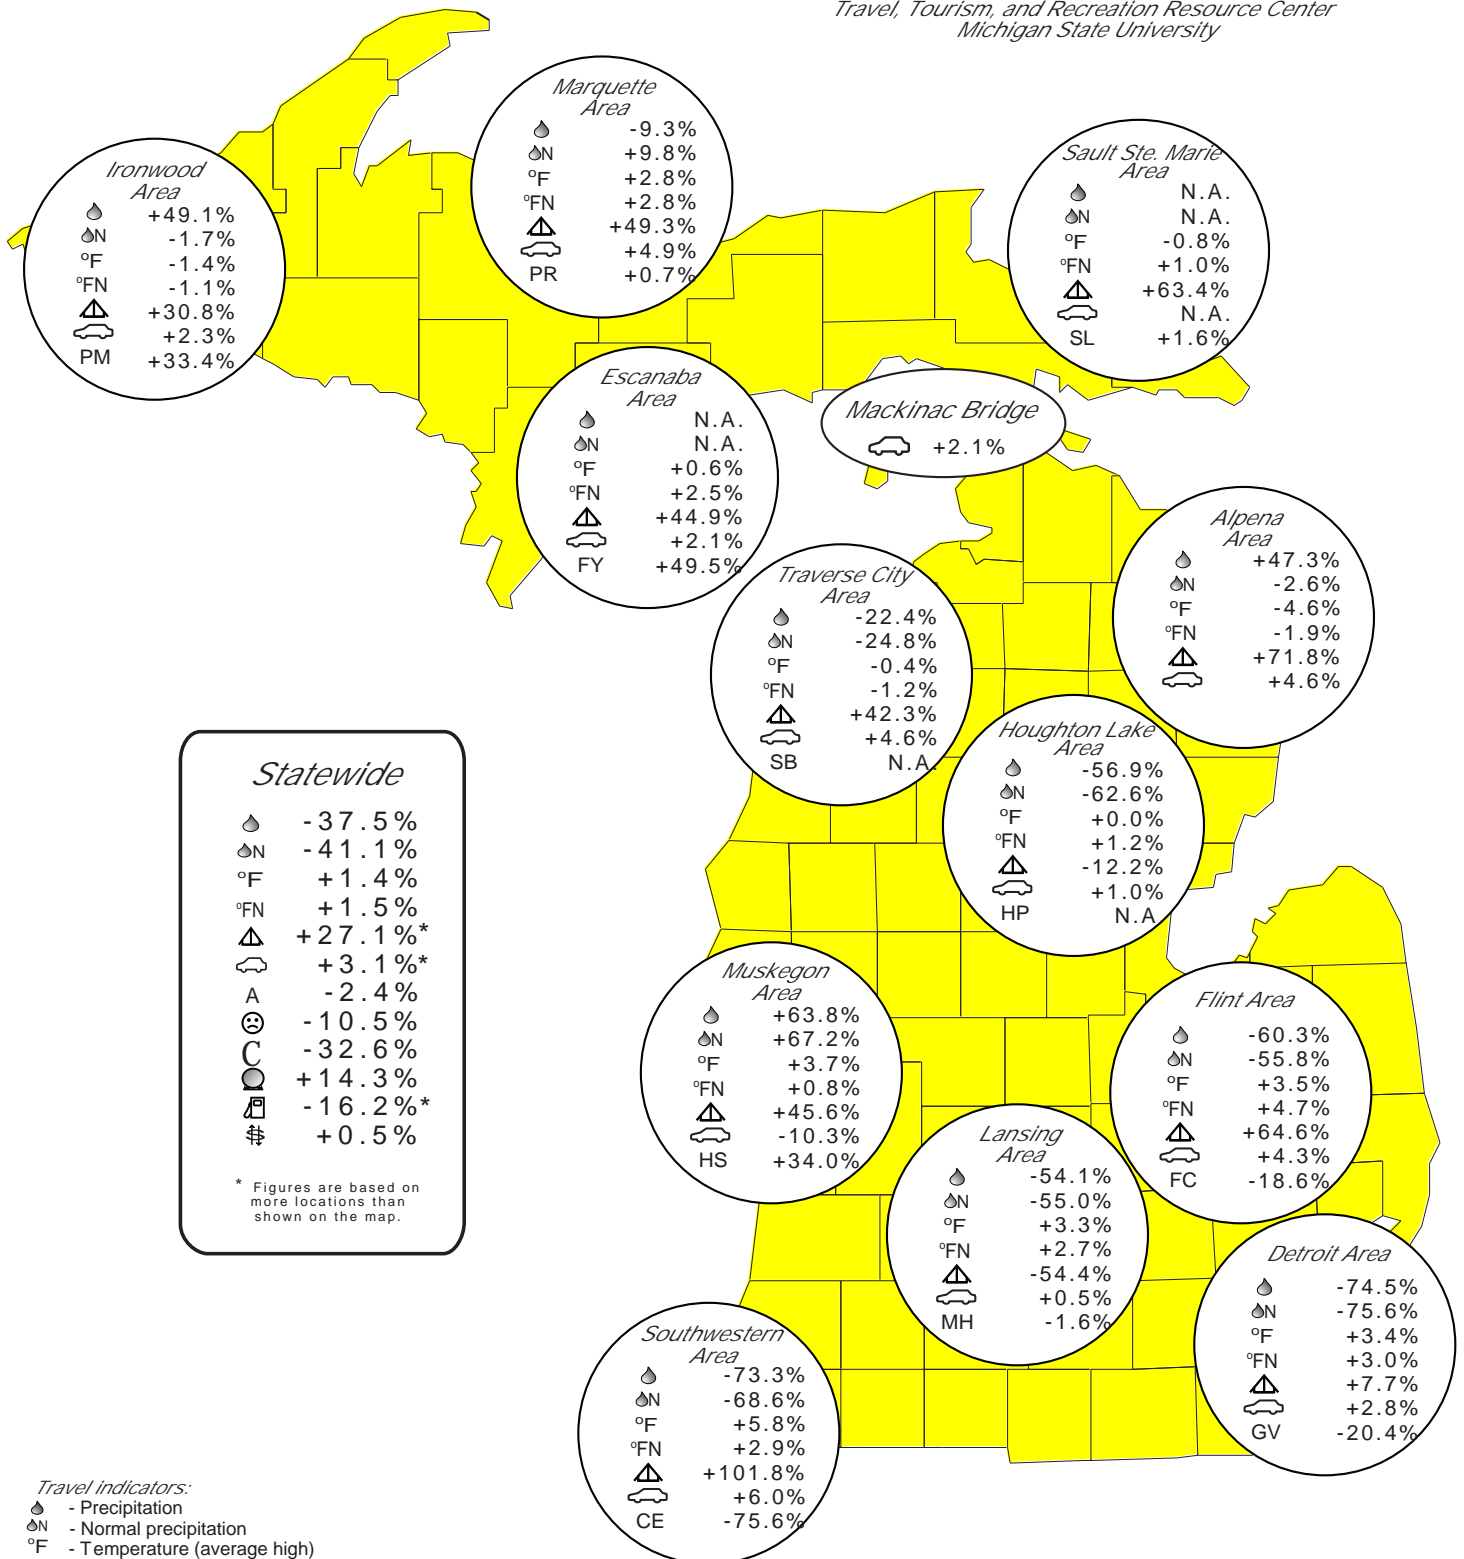 Travel, Tourism, and Recreation Resource Center
Michigan State University
Marquette
Area
-9.3%
N +9.8%
°F +2.8%
°FN +2.8%
+49.3%
+4.9%
PR +0.7%
Sault Ste. Marie
Area
N.A.
N N.A.
°F -0.8%
°FN +1.0%
+63.4%
N.A.
SL +1.6%
Ironwood
Area
+49.1%
N -1.7%
°F -1.4%
°FN -1.1%
+30.8%
+2.3%
PM +33.4%
Escanaba
Area
N.A.
N N.A.
°F +0.6%
°FN +2.5%
+44.9%
+2.1%
FY +49.5%
Mackinac Bridge
+2.1%
Alpena
Area
+47.3%
N -2.6%
°F -4.6%
°FN -1.9%
+71.8%
+4.6%
Traverse City
Area
-22.4%
N -24.8%
°F -0.4%
°FN -1.2%
+42.3%
+4.6%
SB N.A.
Houghton Lake
Area
-56.9%
N -62.6%
°F +0.0%
°FN +1.2%
-12.2%
+1.0%
HP N.A.
Statewide
-37.5%
N -41.1%
°F +1.4%
°FN +1.5%
+27.1%*
+3.1%*
A -2.4%
-10.5%
C -32.6%
+14.3%
-16.2%*
+0.5%
* Figures are based on
more locations than
shown on the map.
Muskegon
Area
+63.8%
N +67.2%
°F +3.7%
°FN +0.8%
+45.6%
-10.3%
HS +34.0%
Flint Area
-60.3%
N -55.8%
°F +3.5%
°FN +4.7%
+64.6%
+4.3%
FC -18.6%
Lansing
Area
-54.1%
N -55.0%
°F +3.3%
°FN +2.7%
-54.4%
+0.5%
MH -1.6%
Detroit Area
-74.5%
N -75.6%
°F +3.4%
°FN +3.0%
+7.7%
+2.8%
GV -20.4%
Southwestern
Area
-73.3%
N -68.6%
°F +5.8%
°FN +2.9%
+101.8%
+6.0%
CE -75.6%
Travel indicators:
- Precipitation
N - Normal precipitation
°F - Temperature (average high)